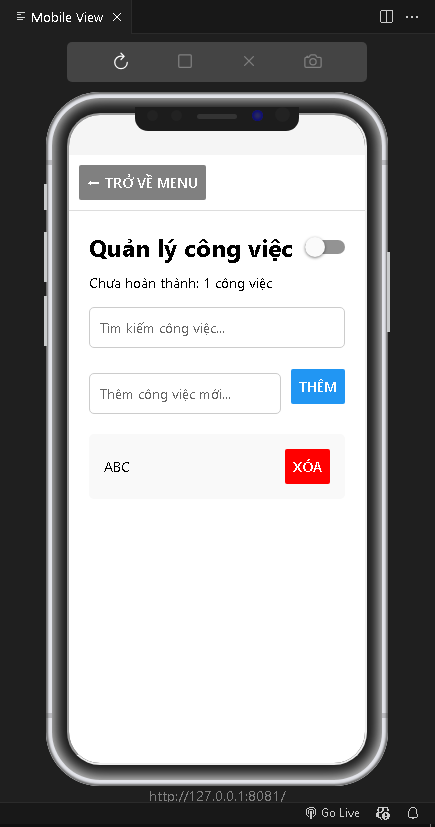 Mobile View
← TRỞ VỀ MENU
Quản lý công việc
Chưa hoàn thành: 1 công việc
Tìm kiếm công việc...
Thêm công việc mới...
THÊM
ABC
XÓA
http://127.0.0.1:8081/
Go Live